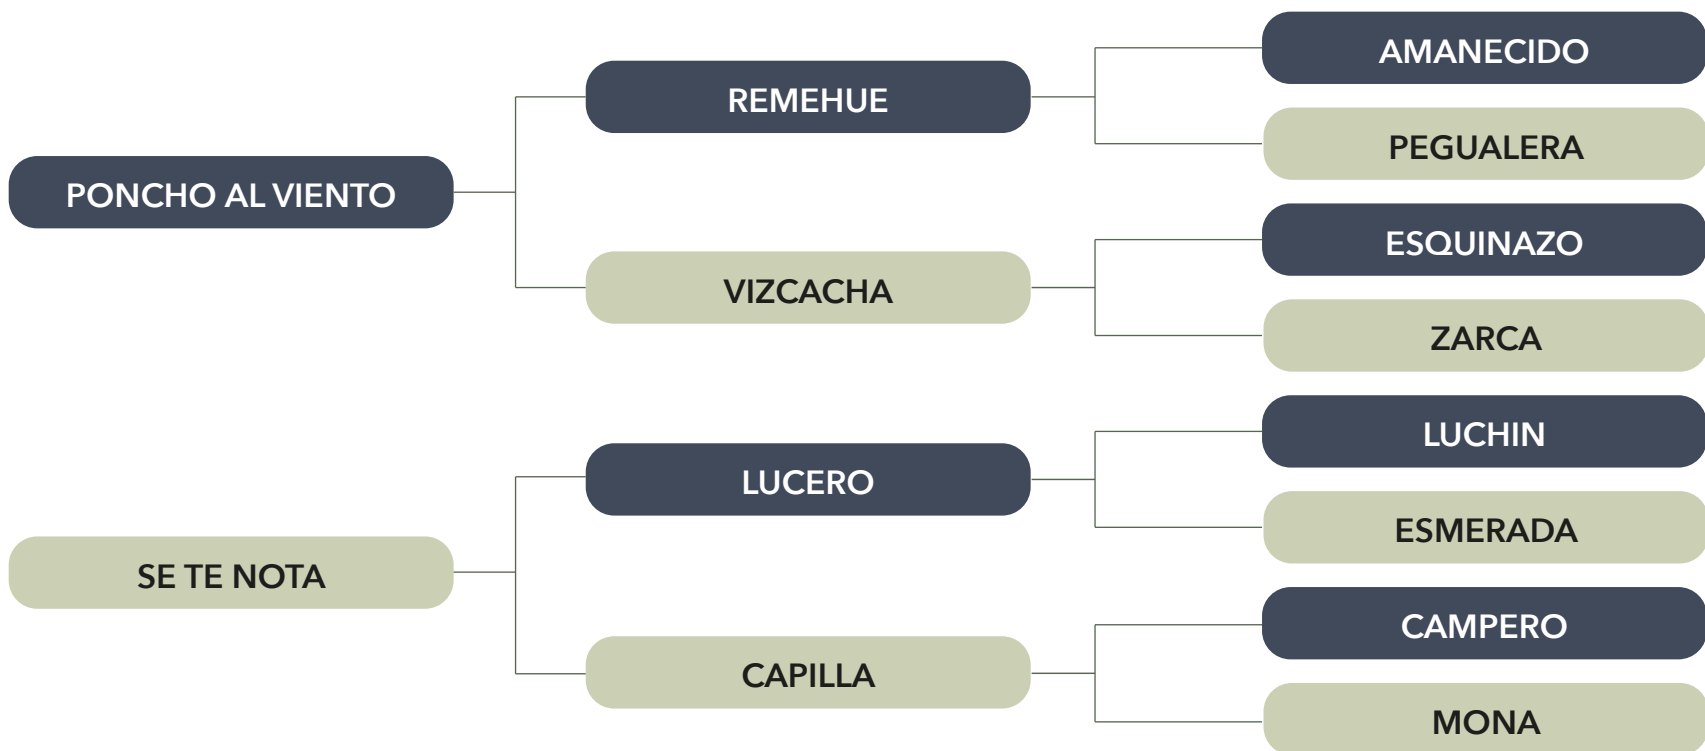 PONCHO AL VIENTO
REMEHUE
AMANECIDO
PEGUALERA
VIZCACHA
ESQUINAZO
ZARCA
SE TE NOTA
LUCERO
LUCHIN
ESMERADA
CAPILLA
CAMPERO
MONA